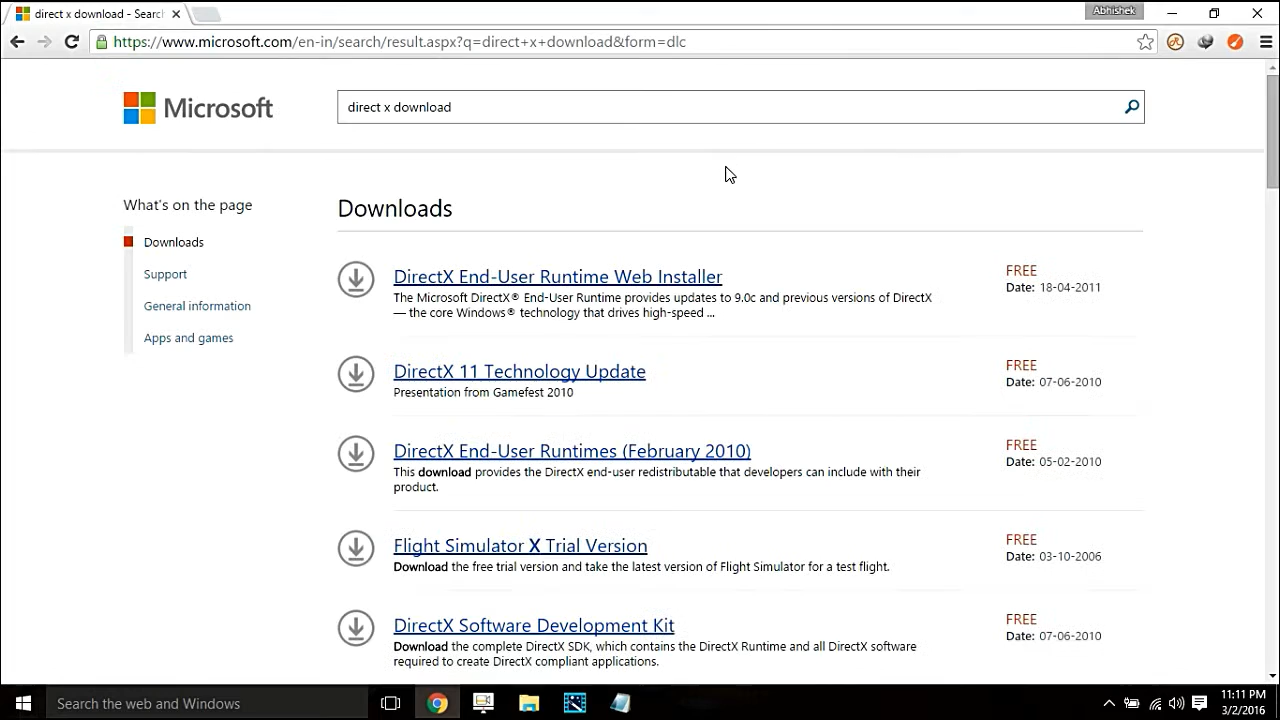 direct x download - Searc
Abhishek
https://www.microsoft.com/en-in/search/result.aspx?q=direct+x+download&form=dlc
Microsoft
direct x download
What's on the page
Downloads
Support
General information
Apps and games
Downloads
DirectX End-User Runtime Web Installer
FREE
The Microsoft DirectX® End-User Runtime provides updates to 9.0c and previous versions of DirectX
Date: 18-04-2011
— the core Windows® technology that drives high-speed ...
DirectX 11 Technology Update
FREE
Presentation from Gamefest 2010
Date: 07-06-2010
DirectX End-User Runtimes (February 2010)
FREE
This download provides the DirectX end-user redistributable that developers can include with their
Date: 05-02-2010
product.
Flight Simulator X Trial Version
FREE
Download the free trial version and take the latest version of Flight Simulator for a test flight.
Date: 03-10-2006
DirectX Software Development Kit
FREE
Download the complete DirectX SDK, which contains the DirectX Runtime and all DirectX software
Date: 07-06-2010
required to create DirectX compliant applications.
Search the web and Windows
11:11 PM
3/2/2016